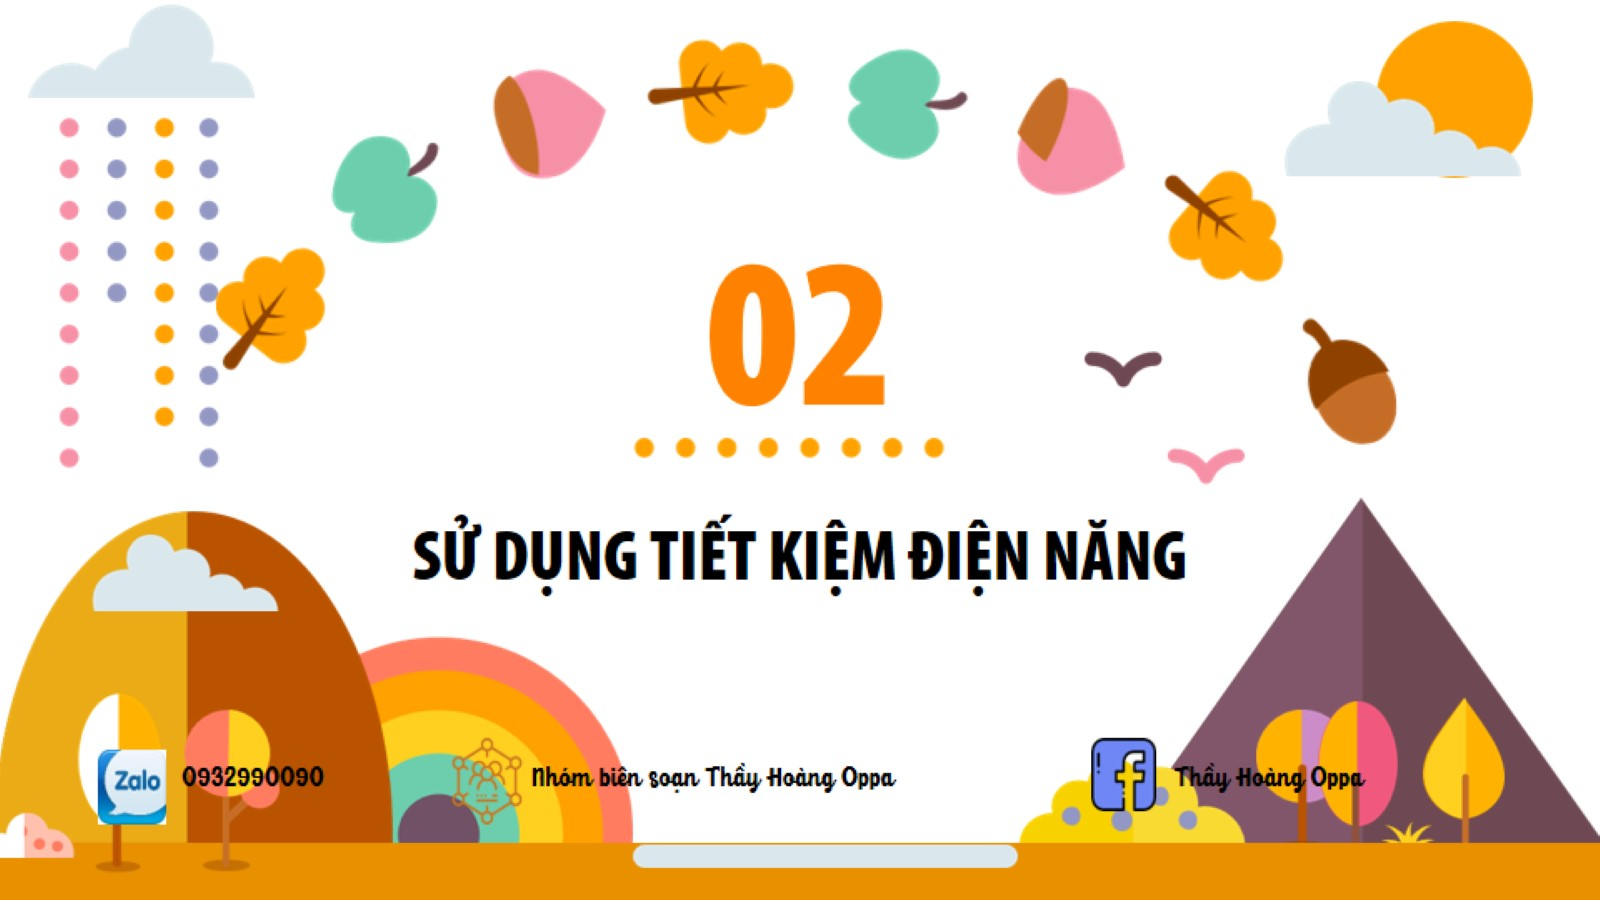 02
SỬ DỤNG TIẾT KIỆM ĐIỆN NĂNG
Zalo 0932990090
Nhóm biên soạn Thầy Hoàng Oppa
Thầy Hoàng Oppa